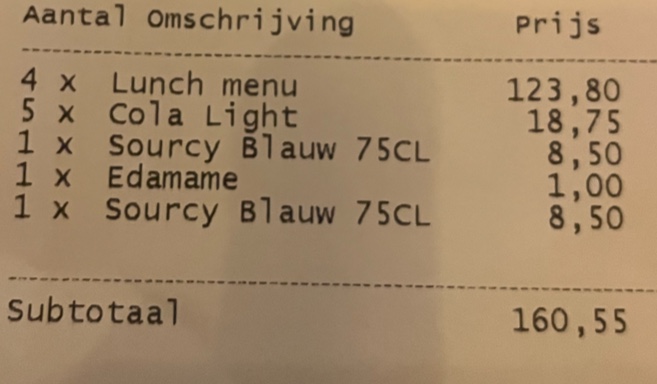 Aantal Omschrijving Prijs
4 x Lunch menu 123,80
5 x Cola Light 18,75
1 x Sourcy Blauw 75CL 8,50
1 x Edamame 1,00
1 x Sourcy Blauw 75CL 8,50
Subtotaal 160,55